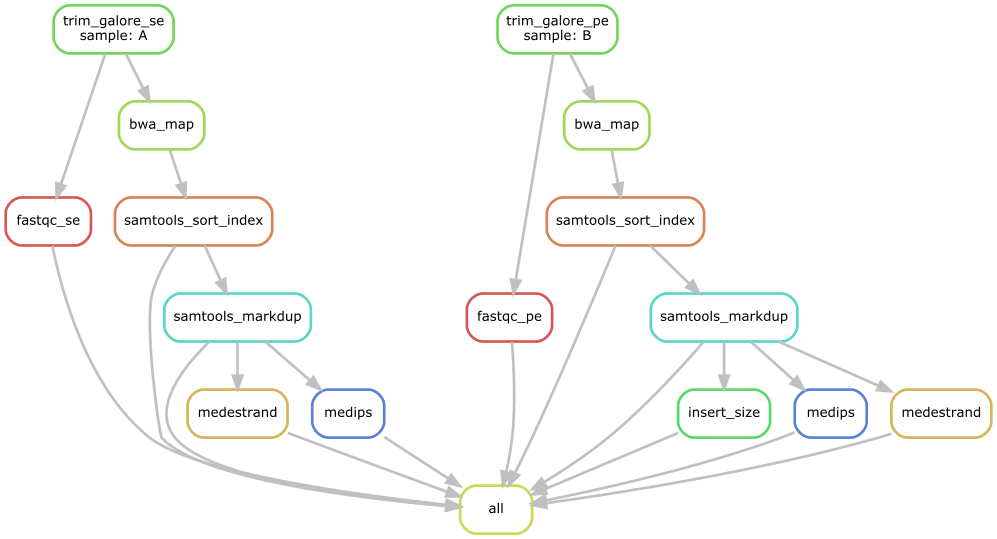 trim_galore_se
sample: A
trim_galore_pe
sample: B
bwa_map
bwa_map
fastqc_se
samtools_sort_index
samtools_sort_index
samtools_markdup
fastqc_pe
samtools_markdup
medestrand
medips
insert_size
medips
medestrand
all